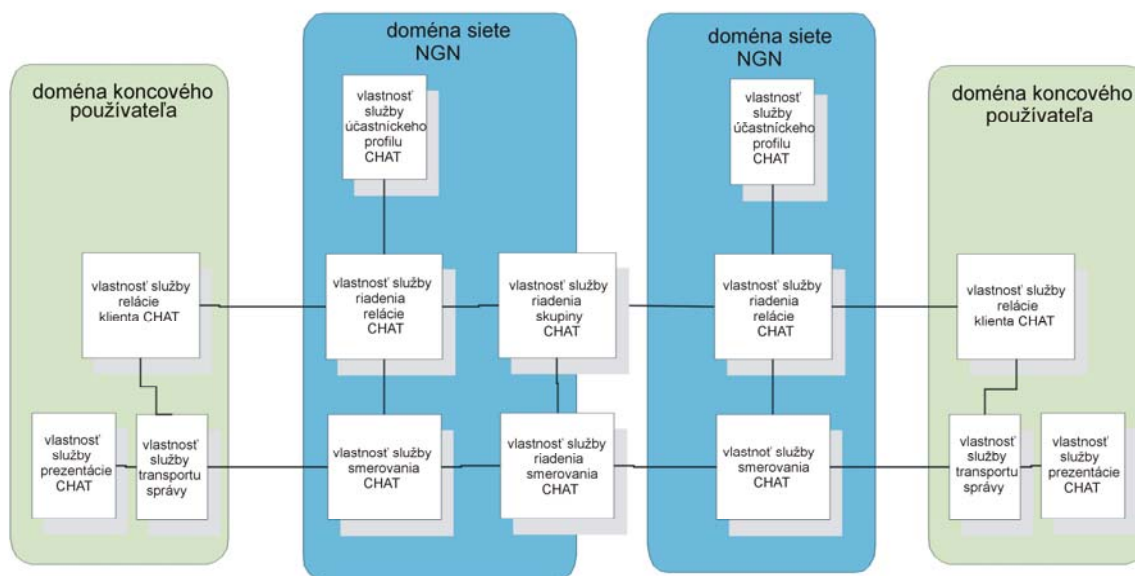 doména koncového
používateľa
doména siete
NGN
doména siete
NGN
doména koncového
používateľa
vlastnosť
služby
účastníckeho
profilu
CHAT
vlastnosť
služby
účastníckeho
profilu
CHAT
vlastnosť služby
relácie
klienta CHAT
vlastnosť služby
riadenia
relácie
CHAT
vlastnosť služby
riadenia
skupiny
CHAT
vlastnosť služby
riadenia
relácie
CHAT
vlastnosť služby
relácie
klienta CHAT
vlastnosť
služby
prezentácie
CHAT
vlastnosť
služby
transportu
správy
vlastnosť služby
smerovania
CHAT
vlastnosť služby
riadenia
smerovania
CHAT
vlastnosť služby
smerovania
CHAT
vlastnosť
služby
transportu
správy
vlastnosť
služby
prezentácie
CHAT